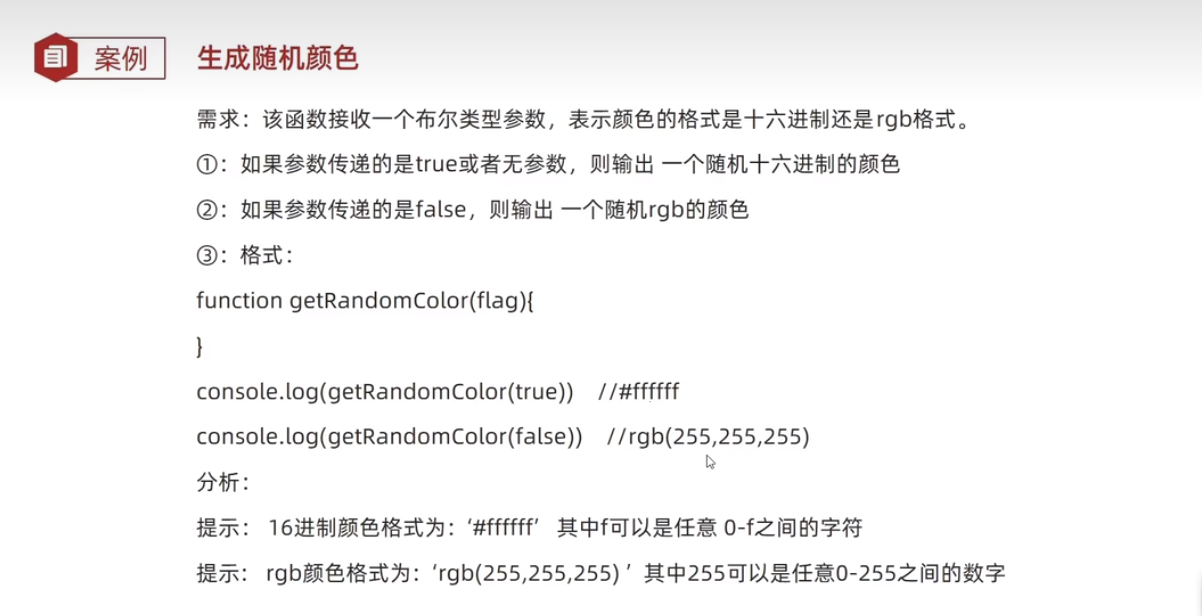 案例
生成随机颜色
需求：该函数接收一个布尔类型参数，表示颜色的格式是十六进制还是rgb格式。
①：如果参数传递的是true或者无参数，则输出 一个随机十六进制的颜色
②：如果参数传递的是false，则输出 一个随机rgb的颜色
③：格式：
function getRandomColor(flag){
}
console.log(getRandomColor(true)) //#ffffff
console.log(getRandomColor(false)) //rgb(255,255,255)
分析：
提示： 16进制颜色格式为：‘#ffffff’ 其中f可以是任意 0-f之间的字符
提示： rgb颜色格式为：‘rgb(255,255,255) ’其中255可以是任意0-255之间的数字